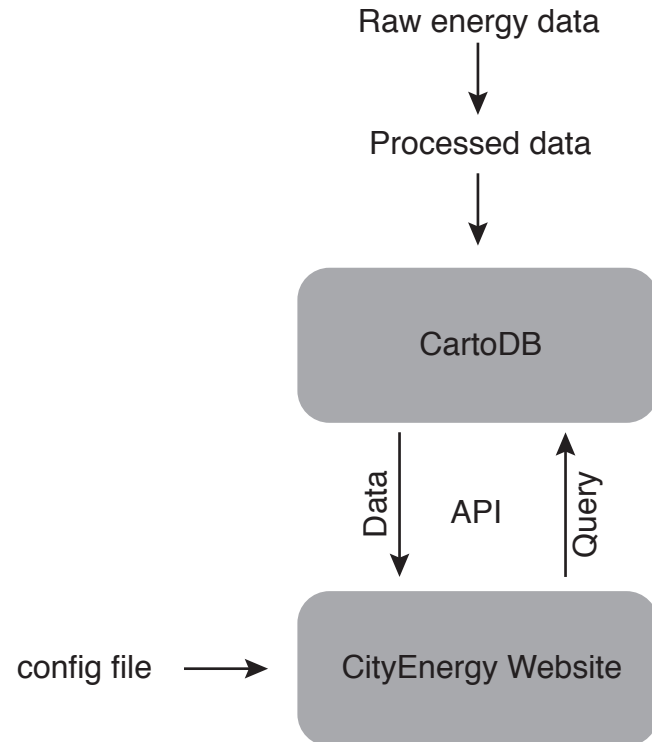 Raw energy data
Processed data
CartoDB
Data
API
Query
config file
CityEnergy Website